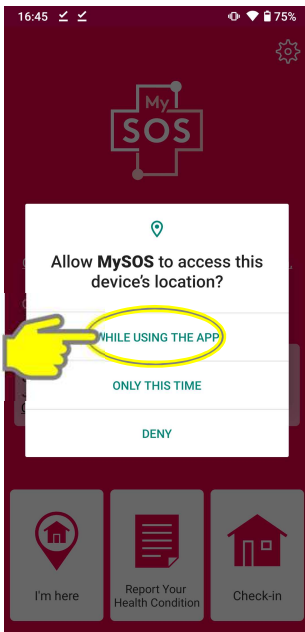 16:45
75%
My
SOS
Allow MySOS to access this
device's location?
WHILE USING THE APP
ONLY THIS TIME
DENY
I'm here
Report Your
Health Condition
Check-in